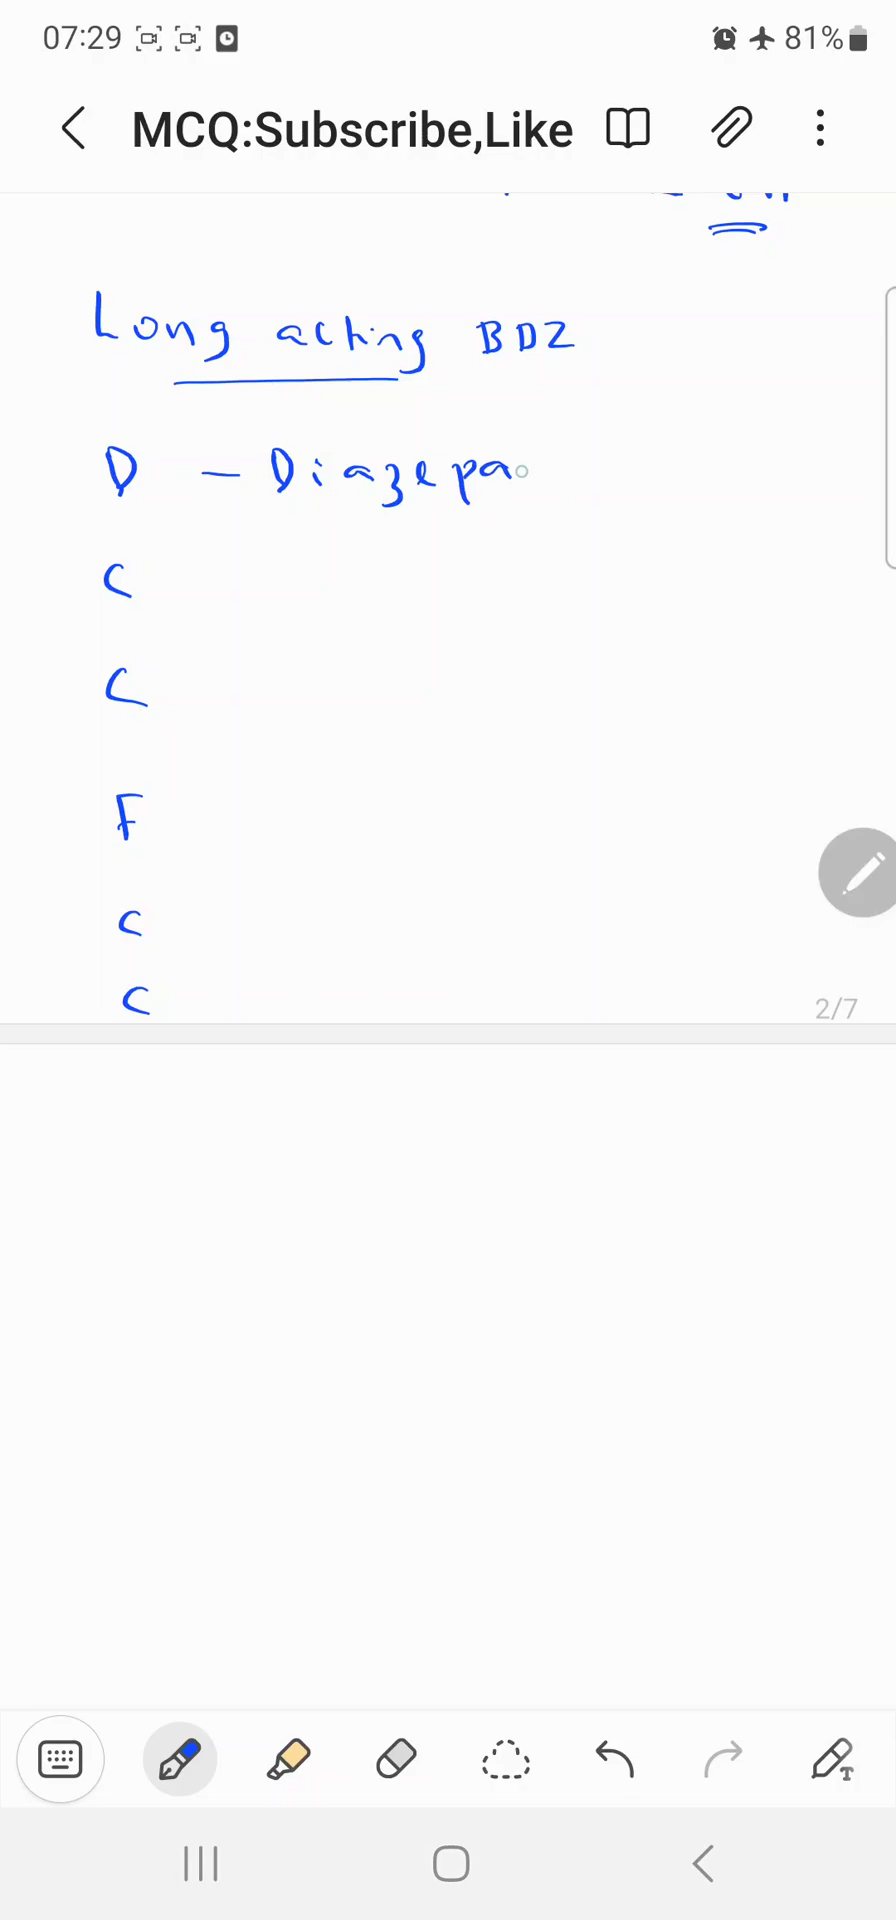 07:29 81%
MCQ:Subscribe,Like
Long acting BDZ
D - Diazepa
C
C
F
C
C
2/7